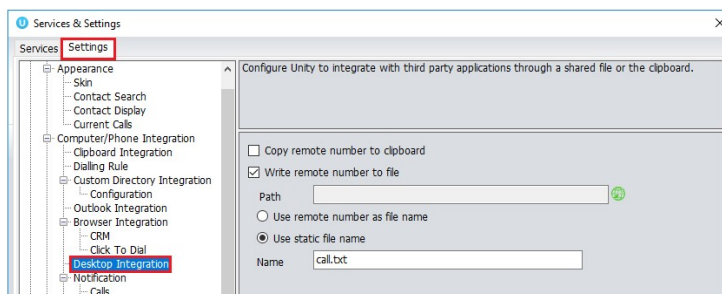 Services & Settings
Services Settings
Appearance
Skin
Contact Search
Contact Display
Current Calls
Computer/Phone Integration
Clipboard Integration
Dialling Rule
Custom Directory Integration
Configuration
Outlook Integration
Browser Integration
CRM
Click To Dial
Desktop Integration
Notification
Calls
Configure Unity to integrate with third party applications through a shared file or the clipboard.
Copy remote number to clipboard
Write remote number to file
Path
Use remote number as file name
Use static file name
Name call.txt